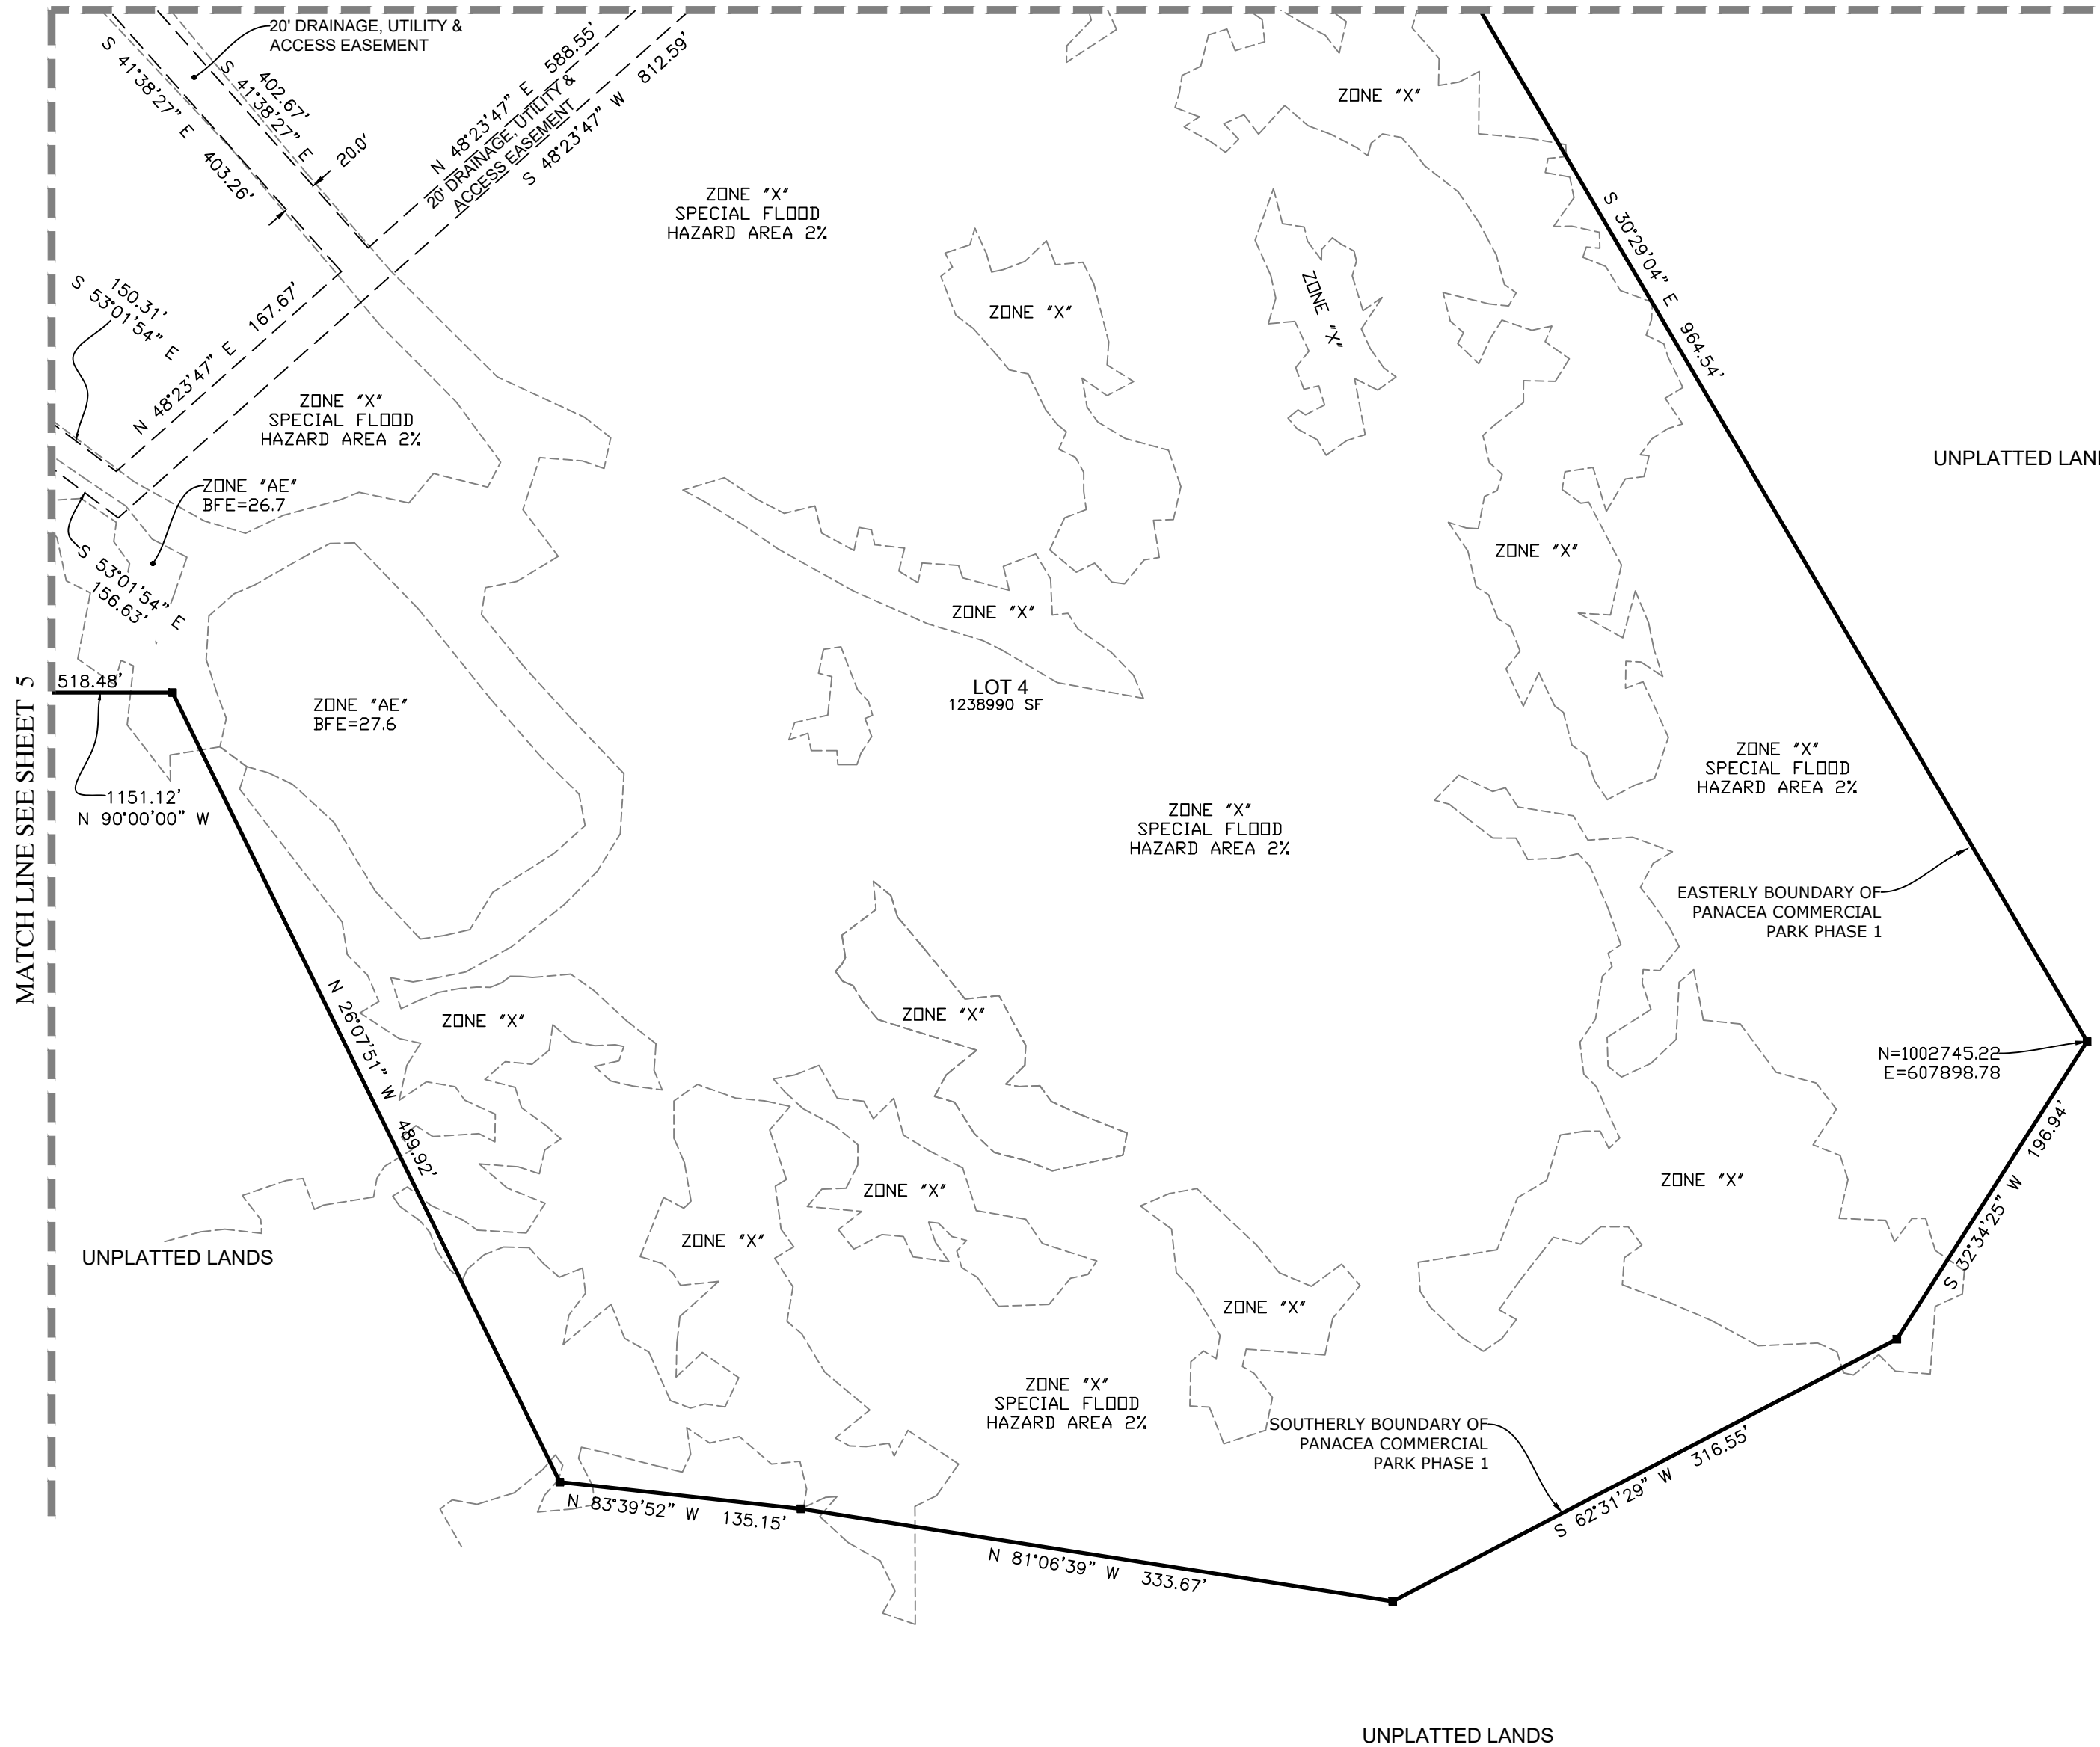 20' DRAINAGE, UTILITY &
ACCESS EASEMENT
S 41°38'27" E 403.26'
402.67'
S 41°38'27" E
20.0'
588.55'
N 48°23'47" E
20' DRAINAGE, UTILITY &
ACCESS EASEMENT
S 48°23'47" W 812.59'
ZONE "X"
ZONE "X"
SPECIAL FLOOD
HAZARD AREA 2%
S 30°29'04" E 964.54'
150.31'
S 53°01'54" E
N 48°23'47" E 167.67'
ZONE "X"
ZONE "X"
ZONE "X"
SPECIAL FLOOD
HAZARD AREA 2%
UNPLATTED
ZONE "AE"
BFE=26.7
S 53°01'54" E
156.63'
ZONE "X"
ZONE "X"
518.48'
LOT 4
1238990 SF
MATCH LINE SEE SHEET 5
ZONE "AE"
BFE=27.6
1151.12'
N 90°00'00" W
ZONE "X"
SPECIAL FLOOD
HAZARD AREA 2%
ZONE "X"
SPECIAL FLOOD
HAZARD AREA 2%
EASTERLY BOUNDARY OF
PANACEA COMMERCIAL
PARK PHASE 1
N 26°07'51" W 489.92'
ZONE "X"
ZONE "X"
N=1002745.22
E=607898.78
S 32°34'25" W 196.94'
ZONE "X"
ZONE "X"
ZONE "X"
UNPLATTED LANDS
ZONE "X"
ZONE "X"
SPECIAL FLOOD
HAZARD AREA 2%
SOUTHERLY BOUNDARY OF
PANACEA COMMERCIAL
PARK PHASE 1
S 62°31'29" W 316.55'
N 83°39'52" W 135.15'
N 81°06'39" W 333.67'
UNPLATTED LANDS